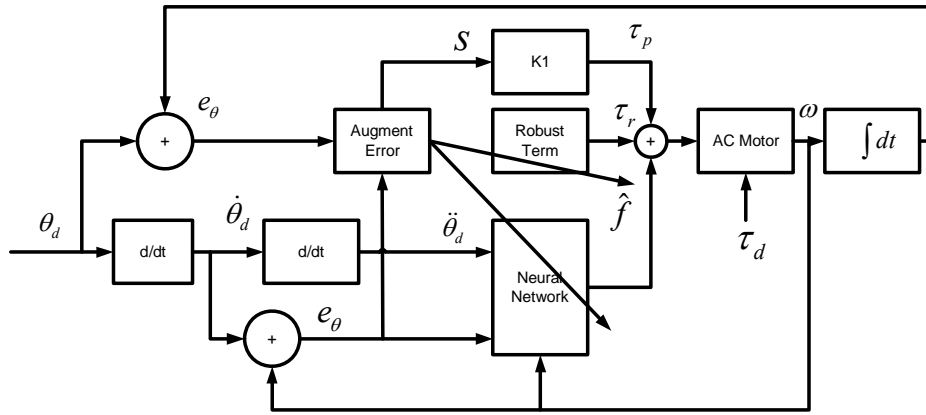 S
K1
τ_p
e_θ
+
Augment
Error
Robust
Term
τ_r
+
AC Motor
ω
∫dt
θ_d
d/dt
θ̇_d
d/dt
θ̈_d
Neural
Network
f̂
τ_d
+
e_θ